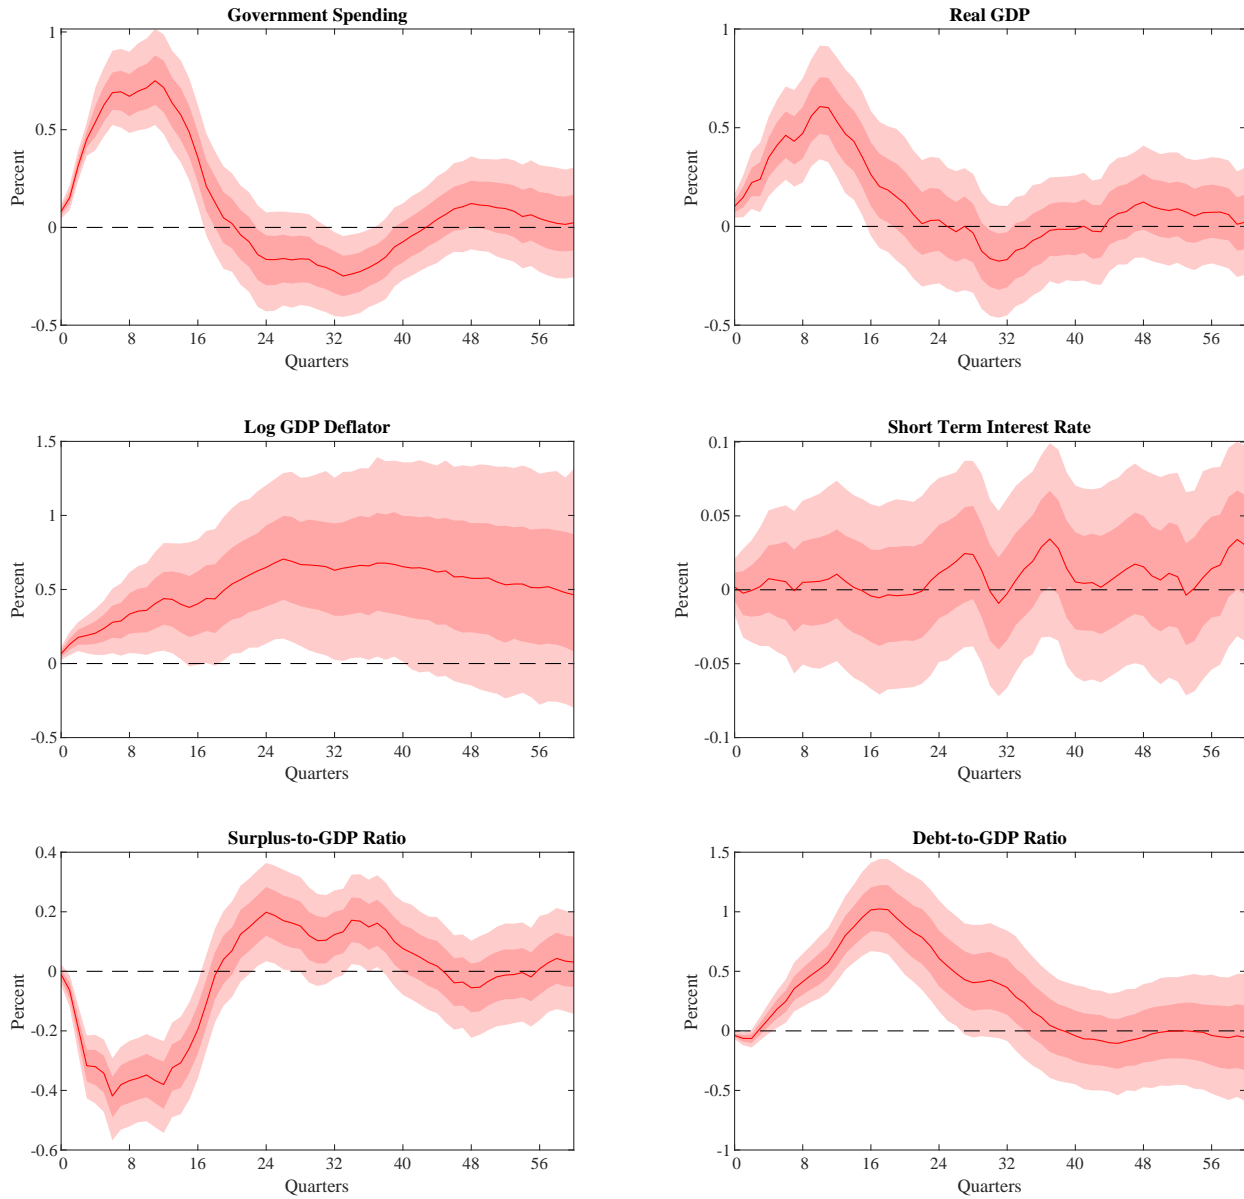 Government Spending
Real GDP
1
0.5
0
-0.5
Percent
0 8 16 24 32 40 48 56
Quarters
1
0.5
0
-0.5
Percent
0 8 16 24 32 40 48 56
Quarters
Log GDP Deflator
Short Term Interest Rate
1.5
1
0.5
0
-0.5
Percent
0 8 16 24 32 40 48 56
Quarters
0.1
0.05
0
-0.05
-0.1
Percent
0 8 16 24 32 40 48 56
Quarters
Surplus-to-GDP Ratio
Debt-to-GDP Ratio
0.4
0.2
0
-0.2
-0.4
-0.6
Percent
0 8 16 24 32 40 48 56
Quarters
1.5
1
0.5
0
-0.5
-1
Percent
0 8 16 24 32 40 48 56
Quarters